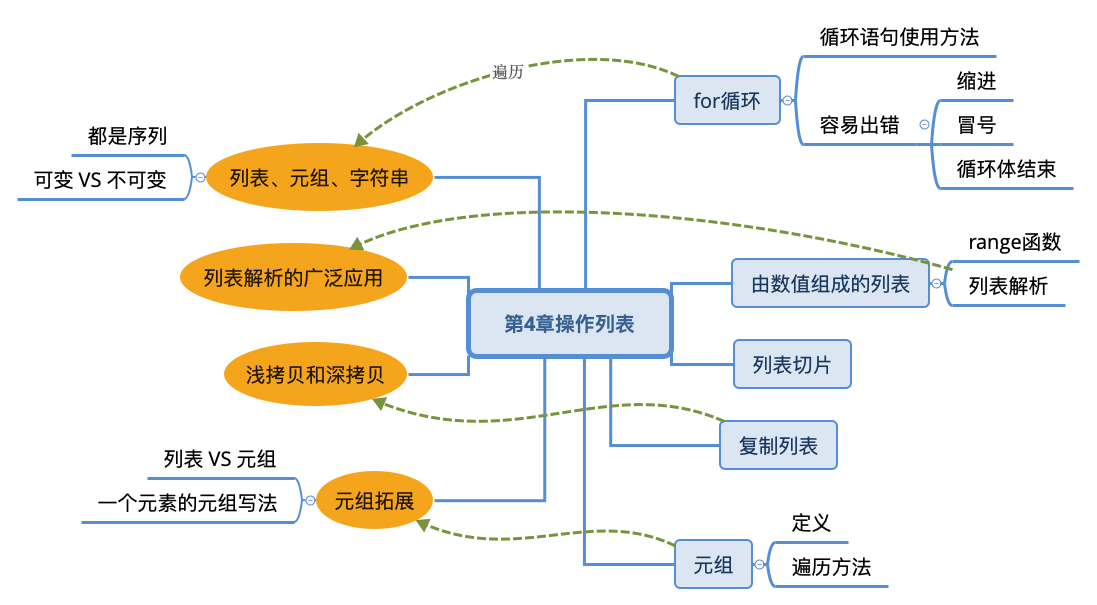 第4章操作列表
for循环
循环语句使用方法
容易出错
缩进
冒号
循环体结束
由数值组成的列表
range函数
列表解析
列表切片
复制列表
元组
定义
遍历方法
遍历
列表、元组、字符串
都是序列
可变 VS 不可变
列表解析的广泛应用
浅拷贝和深拷贝
元组拓展
列表 VS 元组
一个元素的元组写法